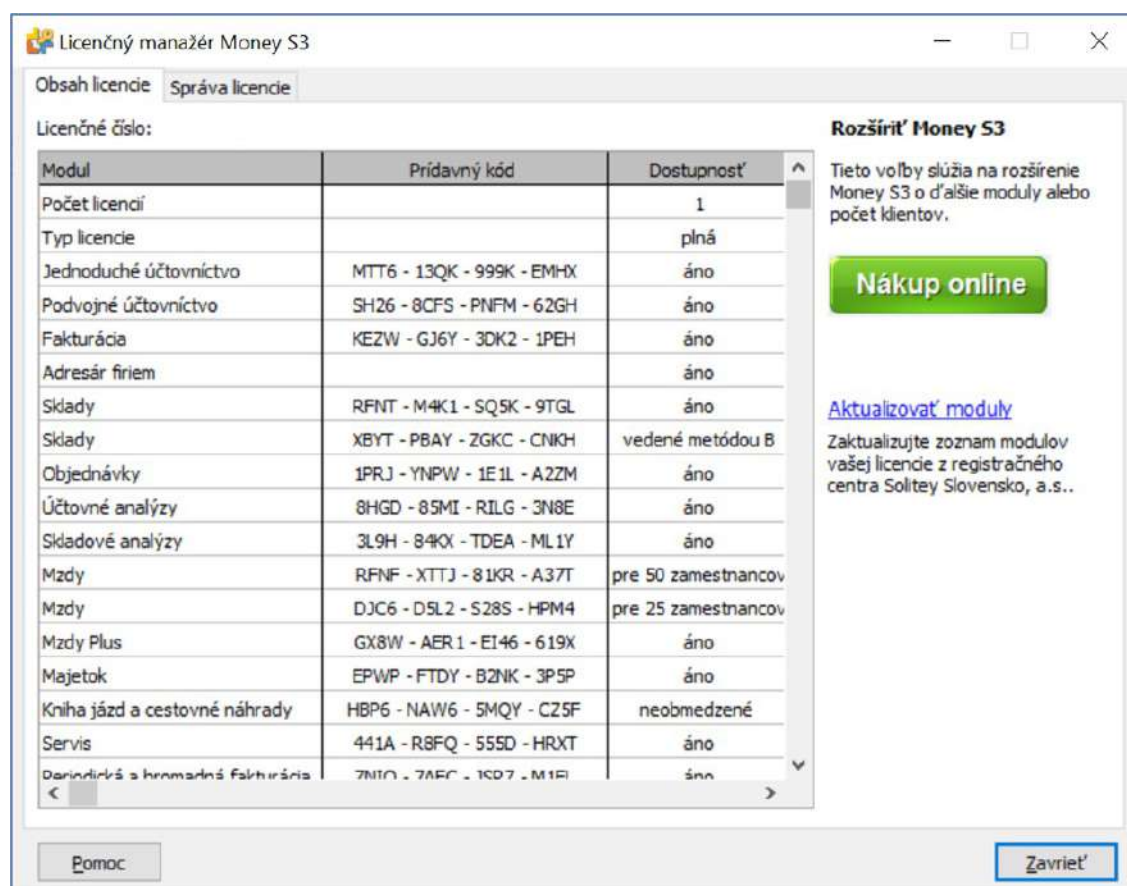 Licenčný manažér Money S3
Obsah licencie Správa licencie
Licenčné číslo:
Modul Prídavný kód Dostupnosť
Počet licencií 1
Typ licencie plná
Jednoduché účtovníctvo MTT6 - 13QK - 999K - EMHX áno
Podvojné účtovníctvo SH26 - 8CFS - PNFM - 62GH áno
Fakturácia KEZW - GJ6Y - 3DK2 - 1PEH áno
Adresár firiem áno
Sklady RFNT - M4K1 - SQ5K - 9TGL áno
Sklady XBYT - PBAY - ZGKC - CNKH vedené metódou B
Objednávky 1PRJ - YNPW - 1E1L - A2ZM áno
Účtovné analýzy 8HGD - 85MI - RILG - 3N8E áno
Skladové analýzy 3L9H - 84KX - TDEA - ML1Y áno
Mzdy RFNF - XTTJ - 81KR - A37T pre 50 zamestnancov
Mzdy DJC6 - D5L2 - S28S - HPM4 pre 25 zamestnancov
Mzdy Plus GX8W - AER1 - EI46 - 619X áno
Majetok EPWP - FTDY - B2NK - 3P5P áno
Kniha jázd a cestovné náhrady HBP6 - NAW6 - 5MQY - CZ5F neobmedzené
Servis 441A - R8FQ - 555D - HRXT áno
Periodická a hromadná fakturácia áno
Rozšíriť Money S3
Tieto voľby slúžia na rozšírenie
Money S3 o ďalšie moduly alebo
počet klientov.
Nákup online
Aktualizovať moduly
Zaktualizujte zoznam modulov
vašej licencie z registračného
centra Solitey Slovensko, a.s..
Pomoc
Zavrieť